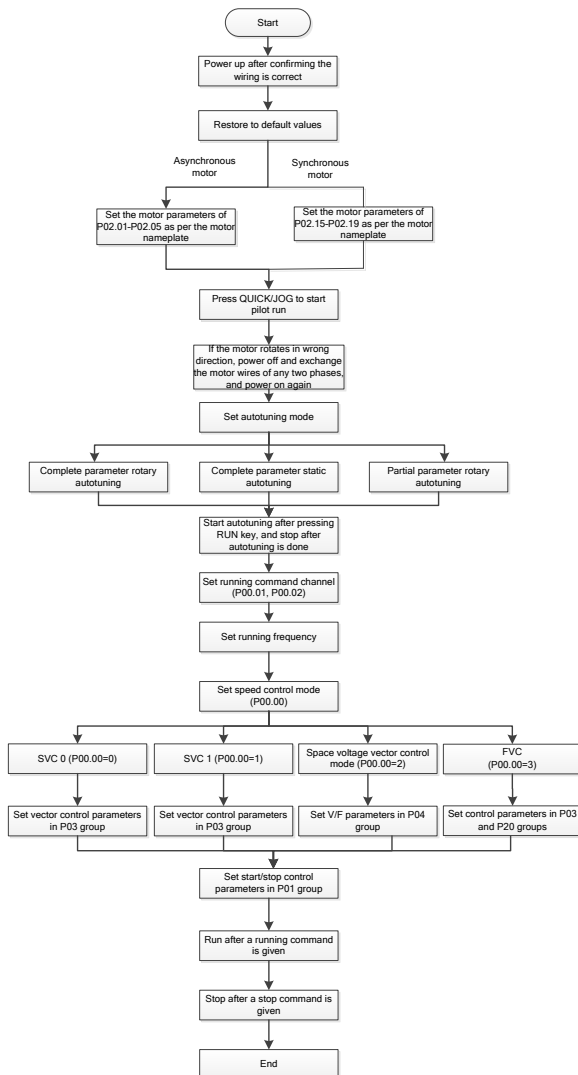 Start
Power up after confirming the
wiring is correct
Restore to default values
Asynchronous
motor
Synchronous
motor
Set the motor parameters of
P02.01-P02.05 as per the motor
nameplate
Set the motor parameters of
P02.15-P02.19 as per the motor
nameplate
Press QUICK/JOG to start
pilot run
If the motor rotates in wrong
direction, power off and exchange
the motor wires of any two phases,
and power on again
Set autotuning mode
Complete parameter rotary
autotuning
Complete parameter static
autotuning
Partial parameter rotary
autotuning
Start autotuning after pressing
RUN key, and stop after
autotuning is done
Set running command channel
(P00.01, P00.02)
Set running frequency
Set speed control mode
(P00.00)
SVC 0 (P00.00=0)
SVC 1 (P00.00=1)
Space voltage vector control
mode (P00.00=2)
FVC
(P00.00=3)
Set vector control parameters
in P03 group
Set vector control parameters
in P03 group
Set V/F parameters in P04
group
Set control parameters in P03
and P20 groups
Set start/stop control
parameters in P01 group
Run after a running command
is given
Stop after a stop command is
given
End